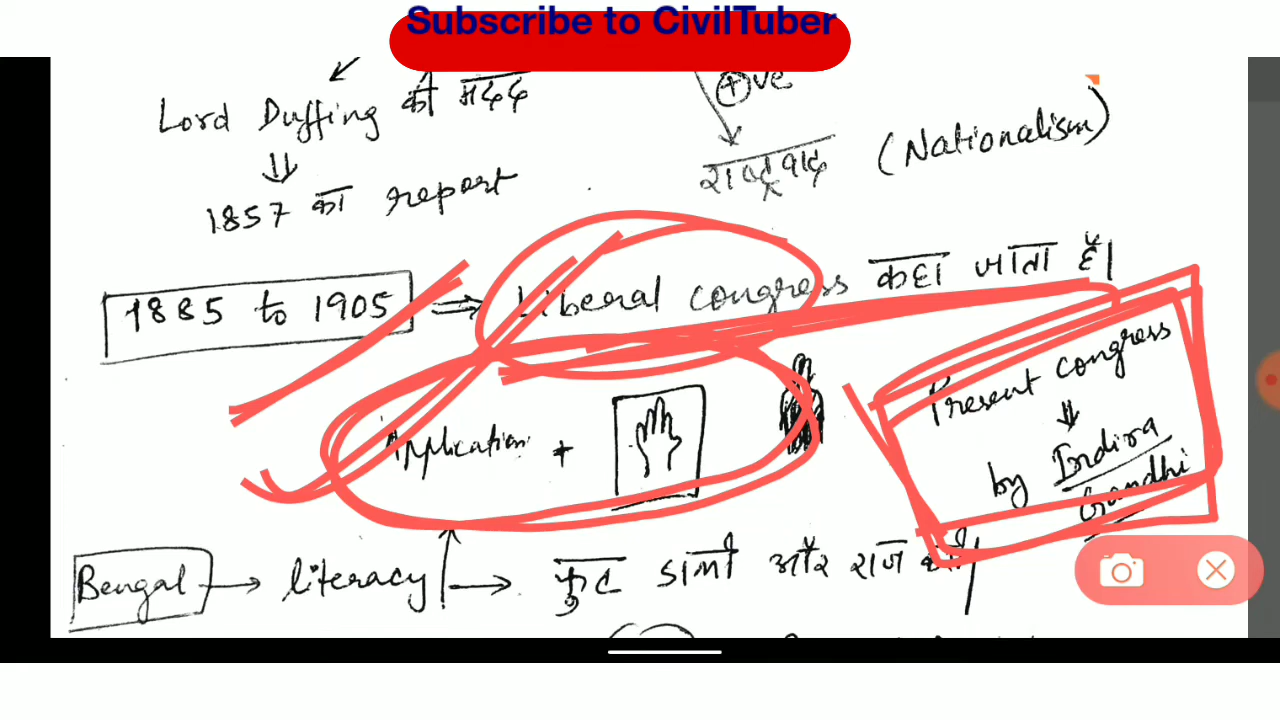 Subscribe to CivilTuber
Lord Duffing की मदद
⊕ve
⇓
1857 का report
राष्ट्रवाद (Nationalism)
1885 to 1905 ⇒ Liberal congress कहा जाता है।
Application +
Present congress
⇓
by Indira
Gandhi
Bengal → literacy ↑ → फुट डालो और राज करो।